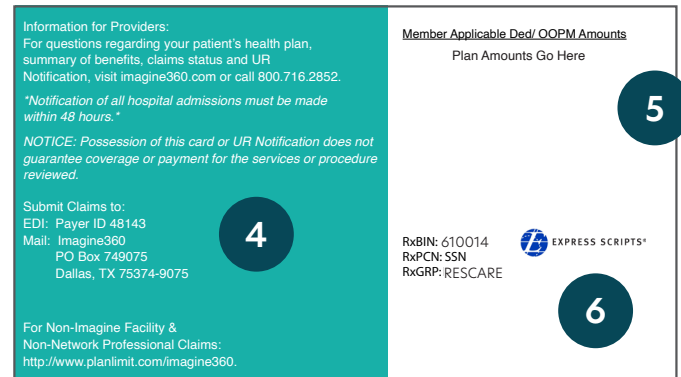 Information for Providers:
For questions regarding your patient's health plan,
summary of benefits, claims status and UR
Notification, visit imagine360.com or call 800.716.2852.
*Notification of all hospital admissions must be made
within 48 hours.*
NOTICE: Possession of this card or UR Notification does not
guarantee coverage or payment for the services or procedure
reviewed.
Submit Claims to:
EDI: Payer ID 48143
Mail: Imagine360
PO Box 749075
Dallas, TX 75374-9075
4
For Non-Imagine Facility &
Non-Network Professional Claims:
http://www.planlimit.com/imagine360.
Member Applicable Ded/ OOPM Amounts
Plan Amounts Go Here
5
RxBIN: 610014
RxPCN: SSN
RxGRP: RESCARE
EXPRESS SCRIPTS®
6